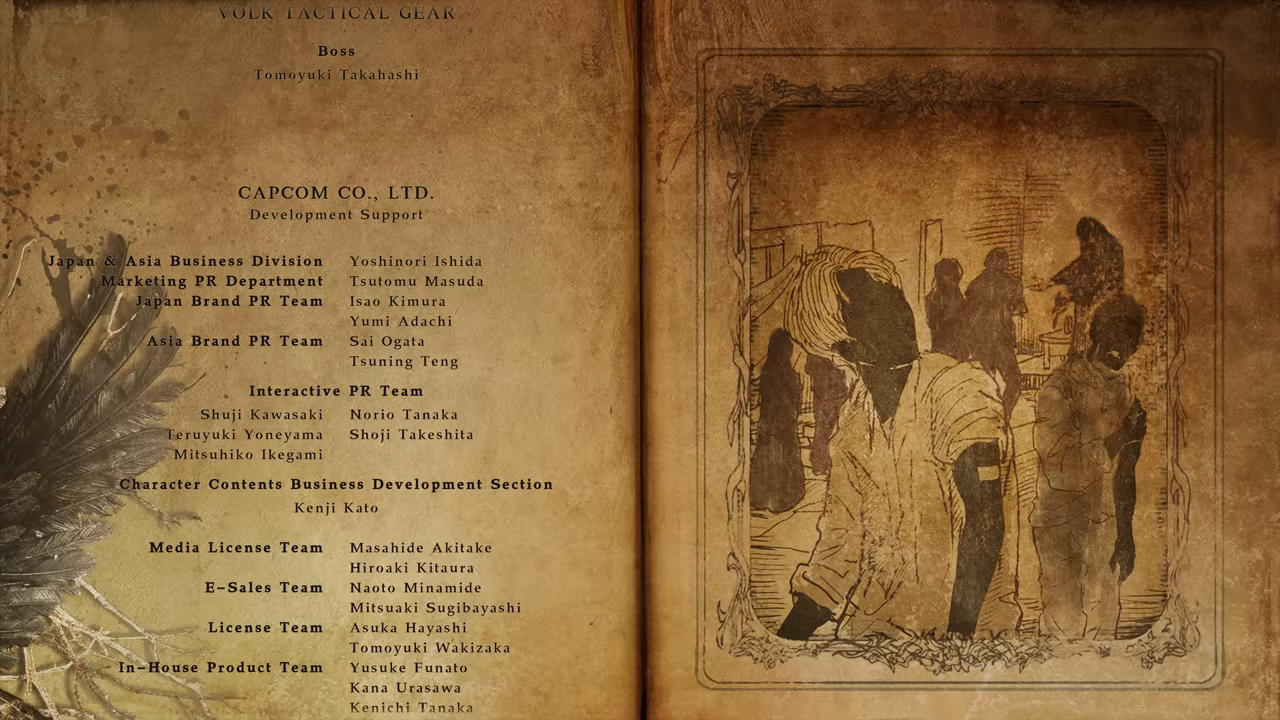 VOLK TACTICAL GEAR
Boss
Tomoyuki Takahashi
CAPCOM CO., LTD.
Development Support
Japan & Asia Business Division Yoshinori Ishida
Marketing PR Department Tsutomu Masuda
Japan Brand PR Team Isao Kimura
Yumi Adachi
Asia Brand PR Team Sai Ogata
Tsuning Teng
Interactive PR Team
Shuji Kawasaki Norio Tanaka
Teruyuki Yoneyama Shoji Takeshita
Mitsuhiko Ikegami
Character Contents Business Development Section
Kenji Kato
Media License Team Masahide Akitake
Hiroaki Kitaura
E-Sales Team Naoto Minamide
Mitsuaki Sugibayashi
License Team Asuka Hayashi
Tomoyuki Wakizaka
In-House Product Team Yusuke Funato
Kana Urasawa
Kenichi Tanaka